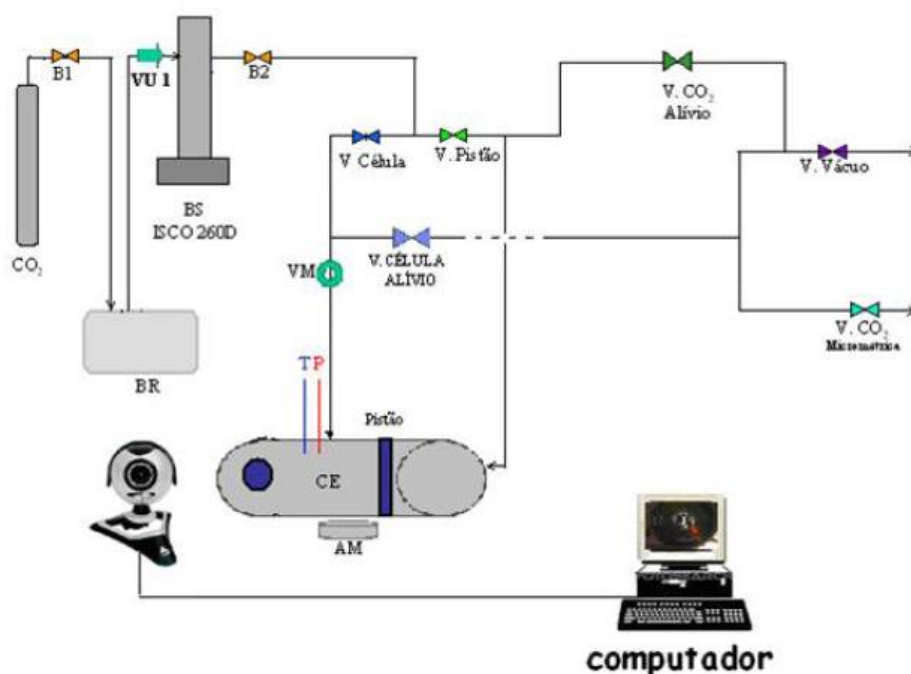 B1
VU 1
B2
V. CO₂
Alívio
V Célula
V. Pistão
V. Vácuo
BS
ISCO 260D
CO₂
VM
V. CÉLULA
ALÍVIO
V. CO₂
Micrométrica
BR
T P
Pistão
CE
AM
computador